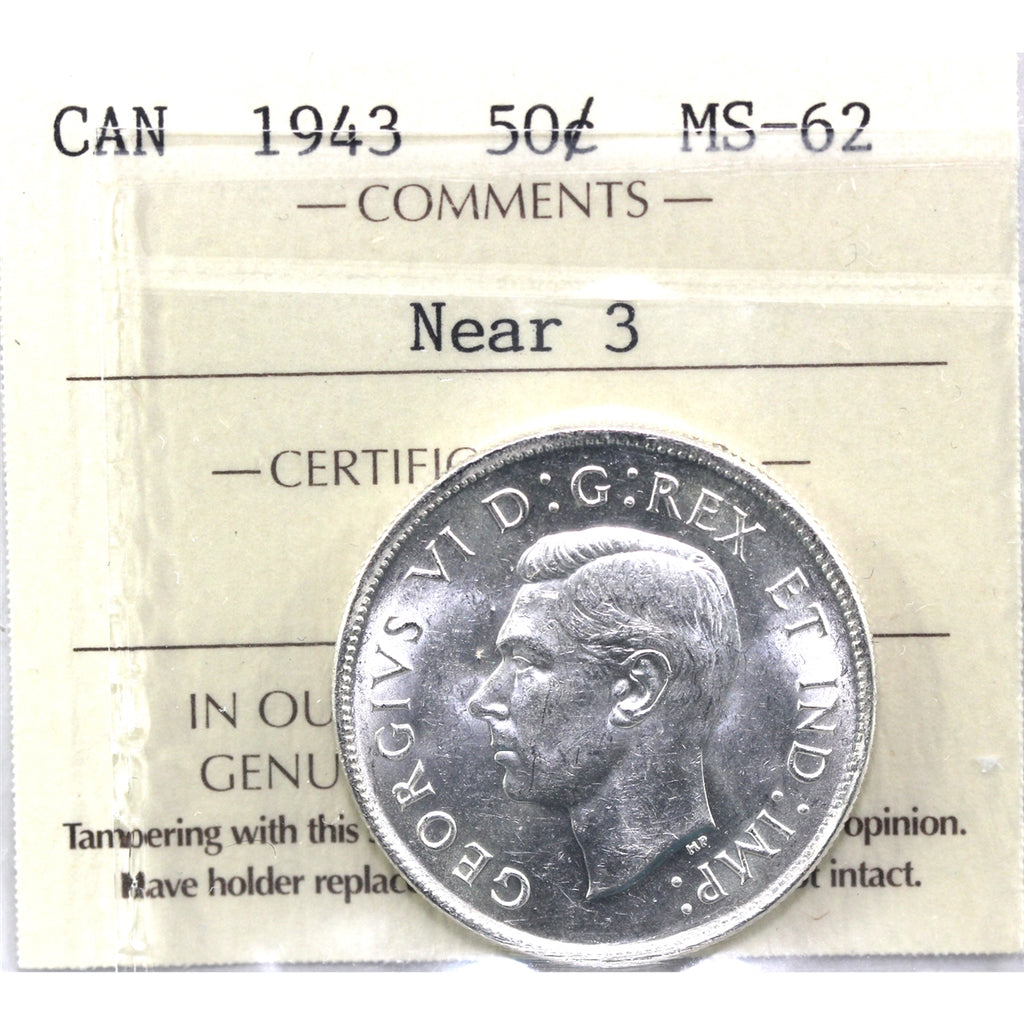 CAN 1943 50¢ MS-62
— COMMENTS —
Near 3
— CERTIFIC —
IN OU
GENU
Tampering with this opinion.
Have holder replac t intact.
GEORGIVS VI D:G:REX ET IND:IMP:
HP